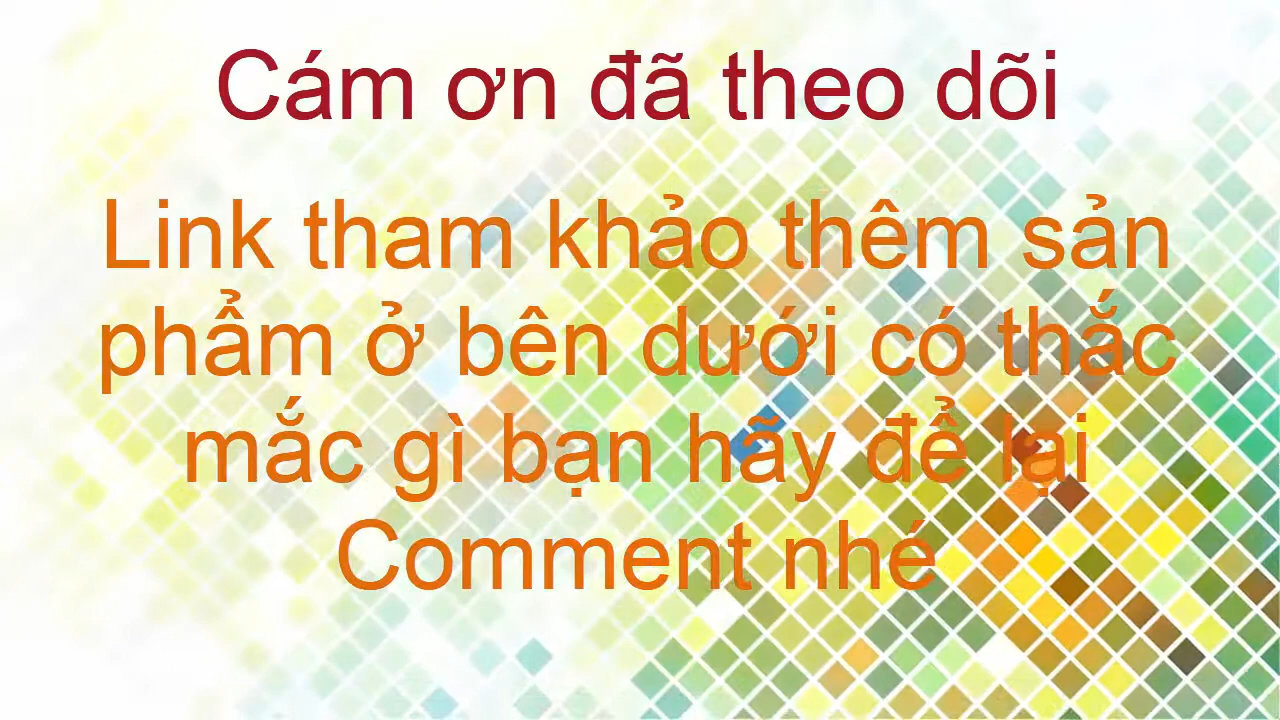 Cám ơn đã theo dõi
Link tham khảo thêm sản
phẩm ở bên dưới có thắc
mắc gì bạn hãy để lại
Comment nhé